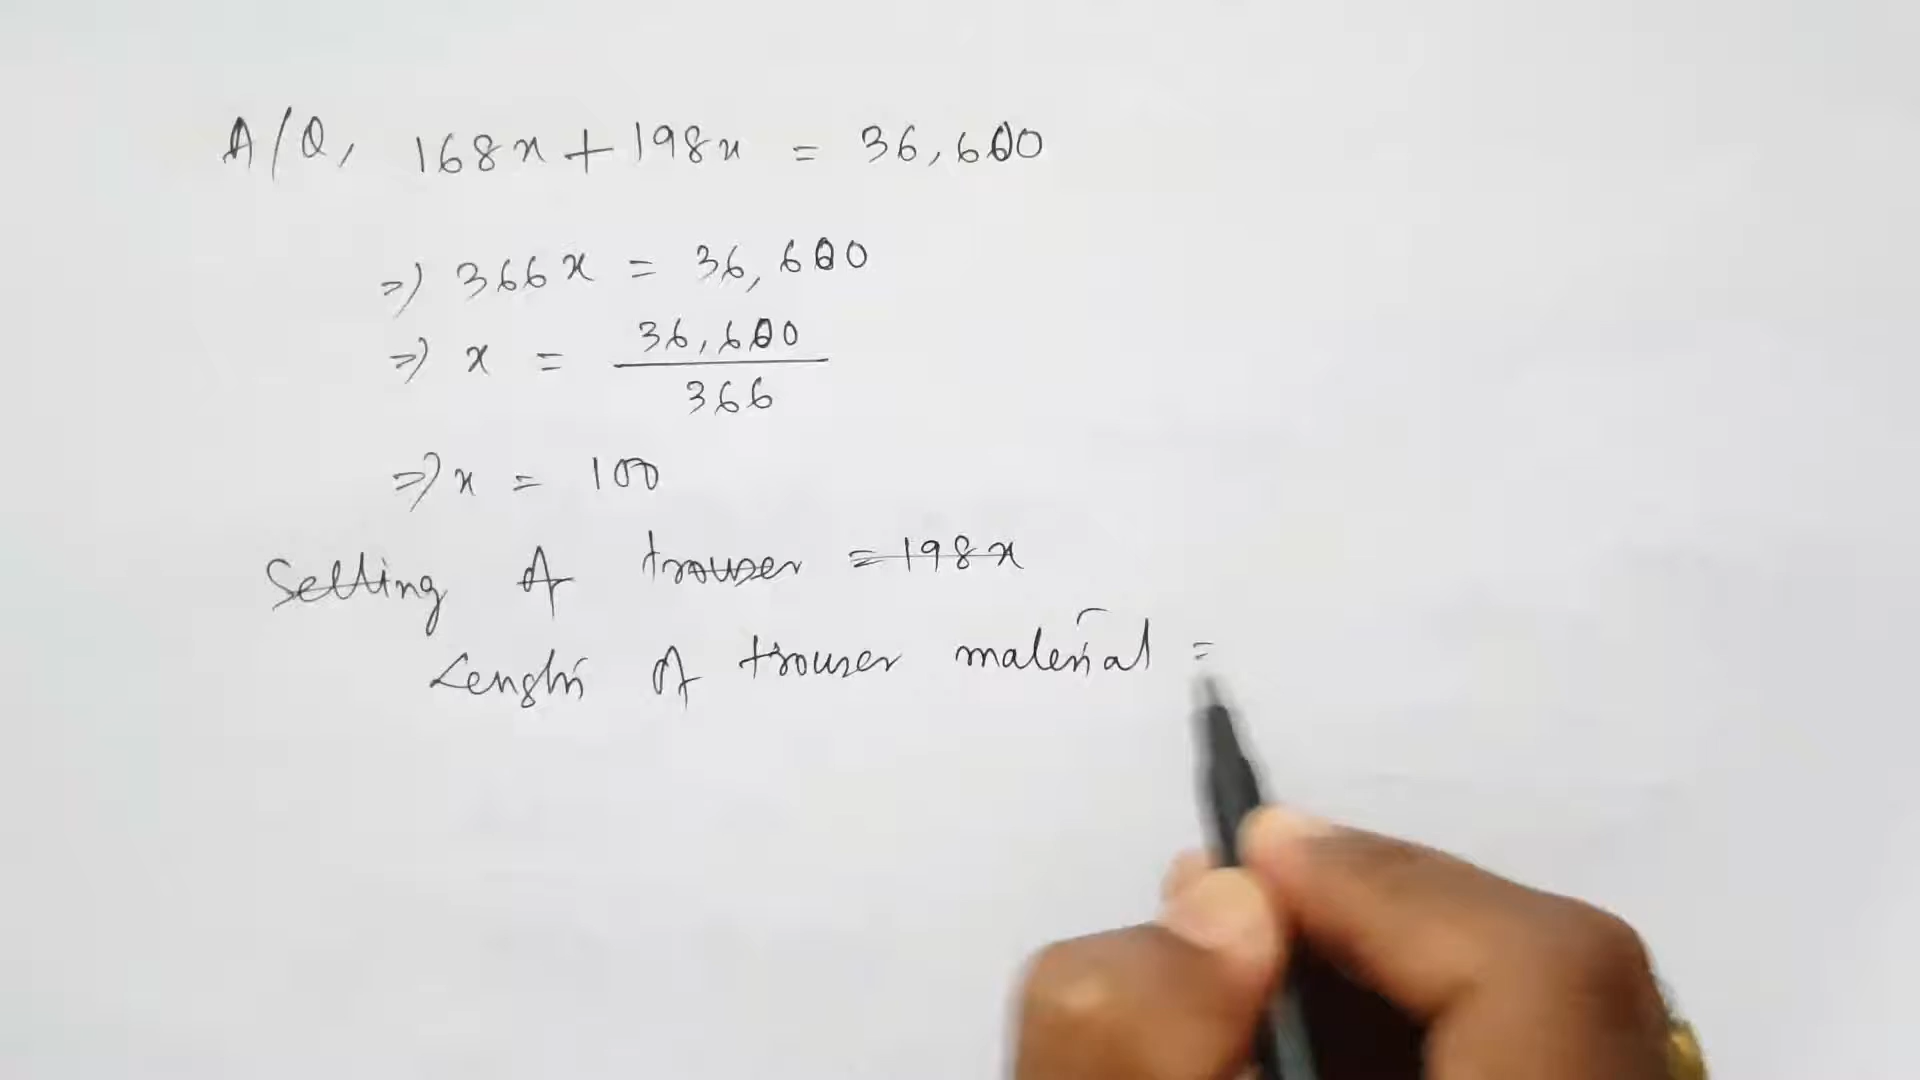 A/Q, 168x + 198x = 36,600
=> 366x = 36,600
=> x = 36,600 / 366
=> x = 100
Selling of trouser = 198x
Length of trouser material =